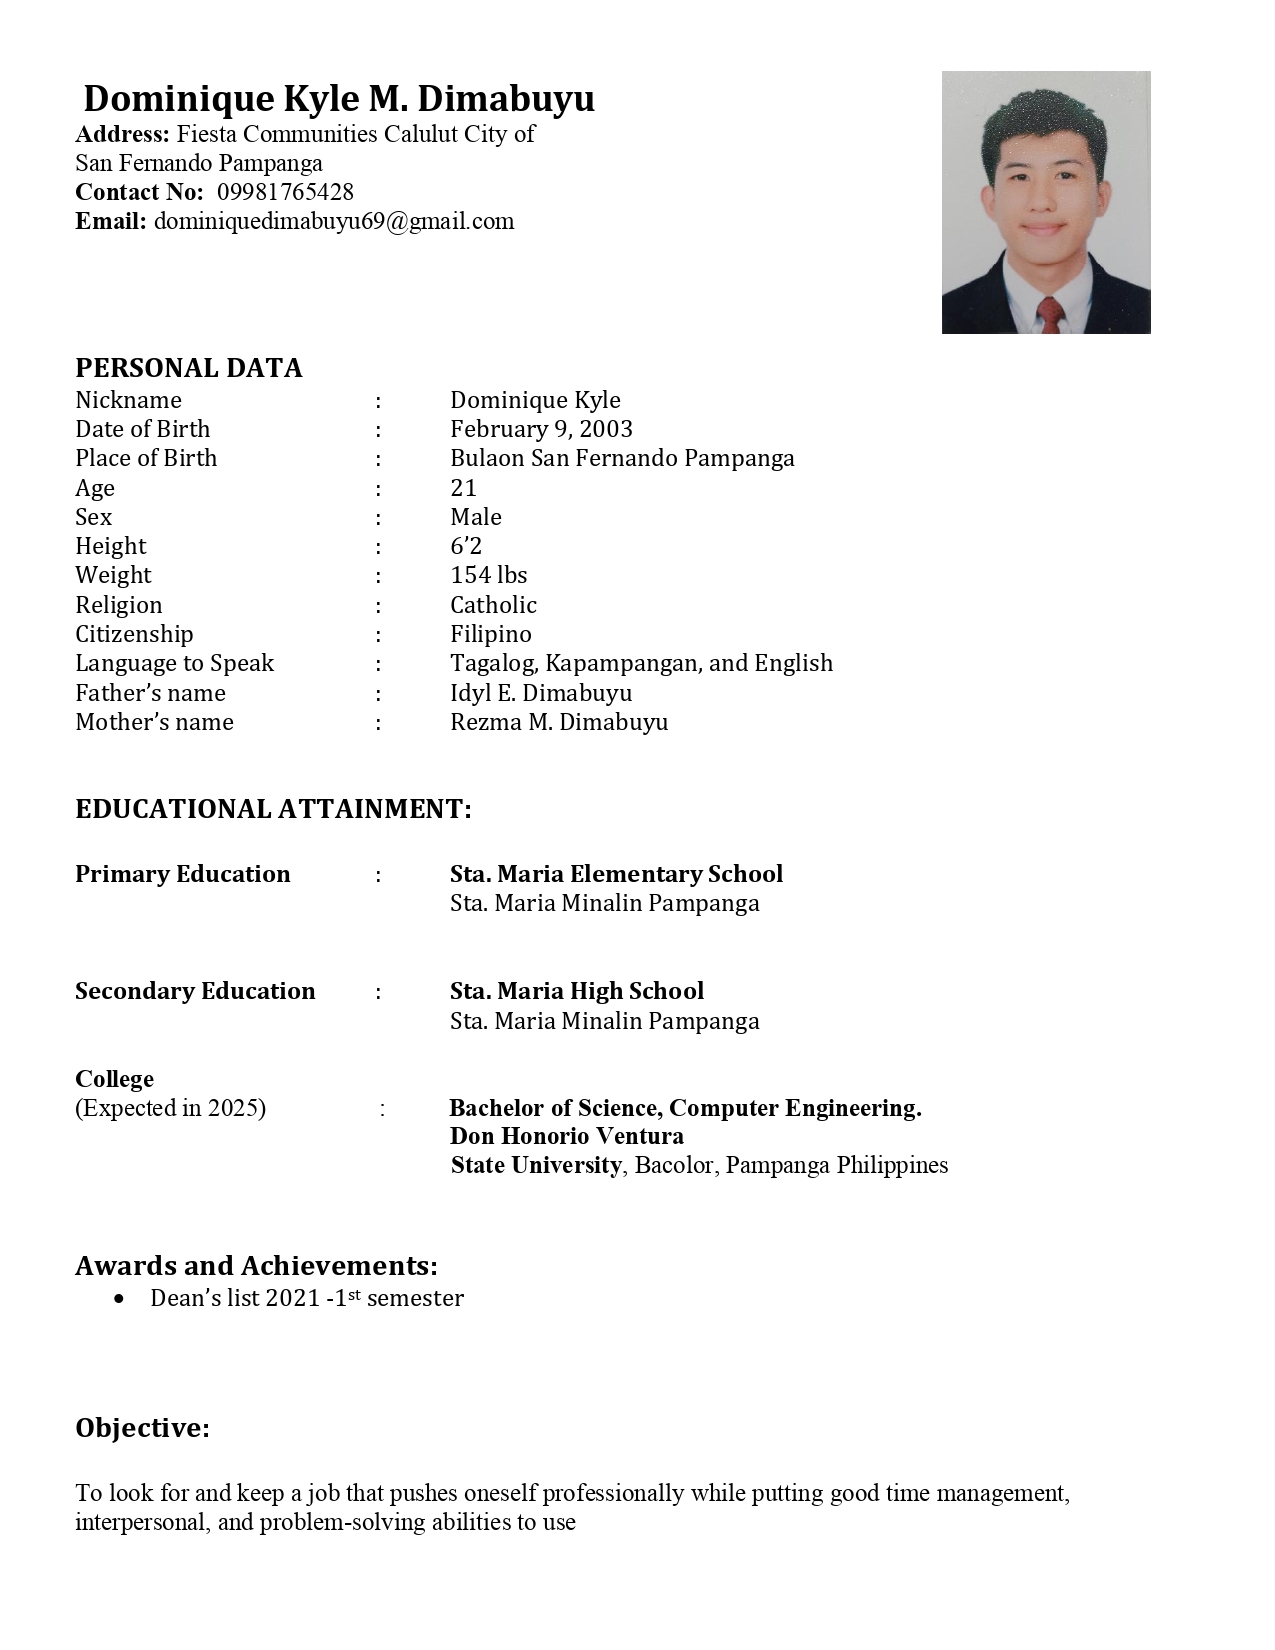 Dominique Kyle M. Dimabuyu
Address: Fiesta Communities Calulut City of
San Fernando Pampanga
Contact No: 09981765428
Email: dominiquedimabuyu69@gmail.com
PERSONAL DATA
Nickname : Dominique Kyle
Date of Birth : February 9, 2003
Place of Birth : Bulaon San Fernando Pampanga
Age : 21
Sex : Male
Height : 6’2
Weight : 154 lbs
Religion : Catholic
Citizenship : Filipino
Language to Speak : Tagalog, Kapampangan, and English
Father’s name : Idyl E. Dimabuyu
Mother’s name : Rezma M. Dimabuyu
EDUCATIONAL ATTAINMENT:
Primary Education : Sta. Maria Elementary School
Sta. Maria Minalin Pampanga
Secondary Education : Sta. Maria High School
Sta. Maria Minalin Pampanga
College
(Expected in 2025) : Bachelor of Science, Computer Engineering.
Don Honorio Ventura
State University, Bacolor, Pampanga Philippines
Awards and Achievements:
• Dean’s list 2021 -1st semester
Objective:
To look for and keep a job that pushes oneself professionally while putting good time management,
interpersonal, and problem-solving abilities to use